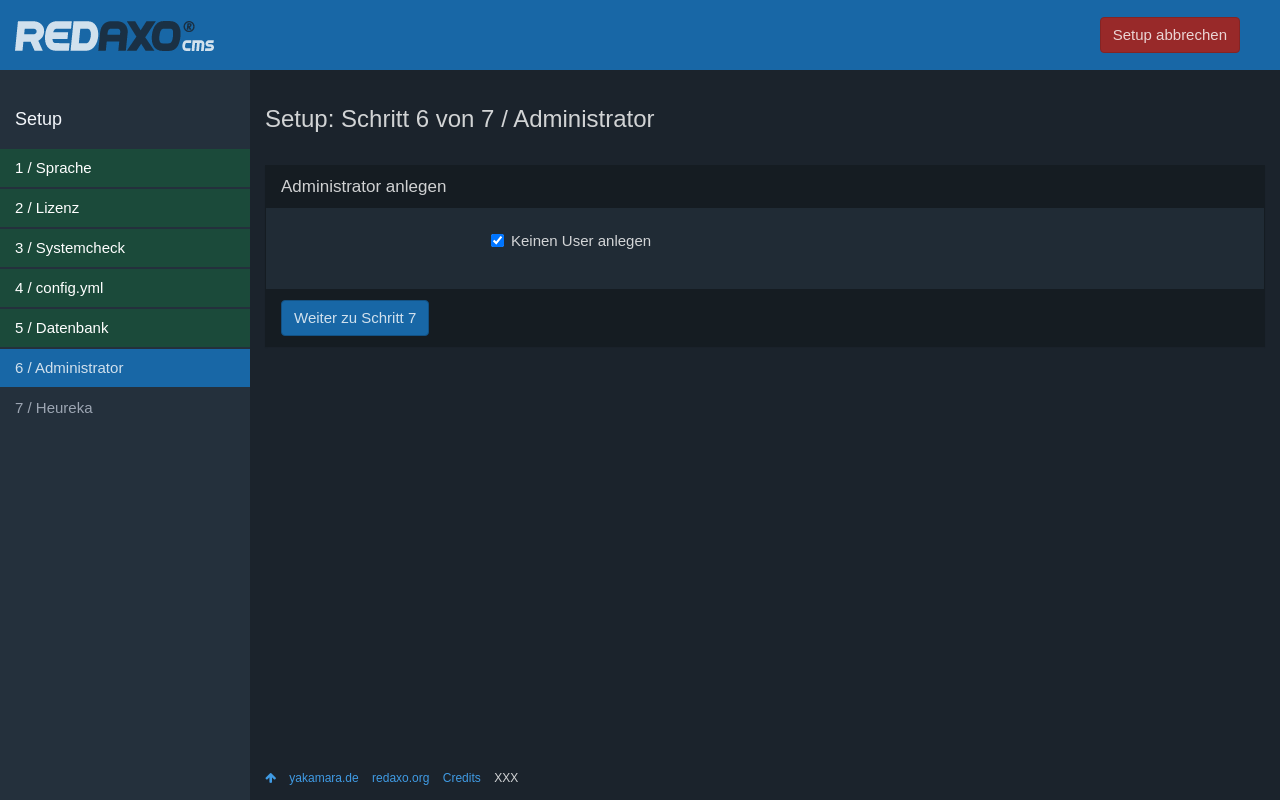 REDAXO® cms
Setup abbrechen
Setup
1 / Sprache
2 / Lizenz
3 / Systemcheck
4 / config.yml
5 / Datenbank
6 / Administrator
7 / Heureka
Setup: Schritt 6 von 7 / Administrator
Administrator anlegen
Keinen User anlegen
Weiter zu Schritt 7
yakamara.de redaxo.org Credits XXX